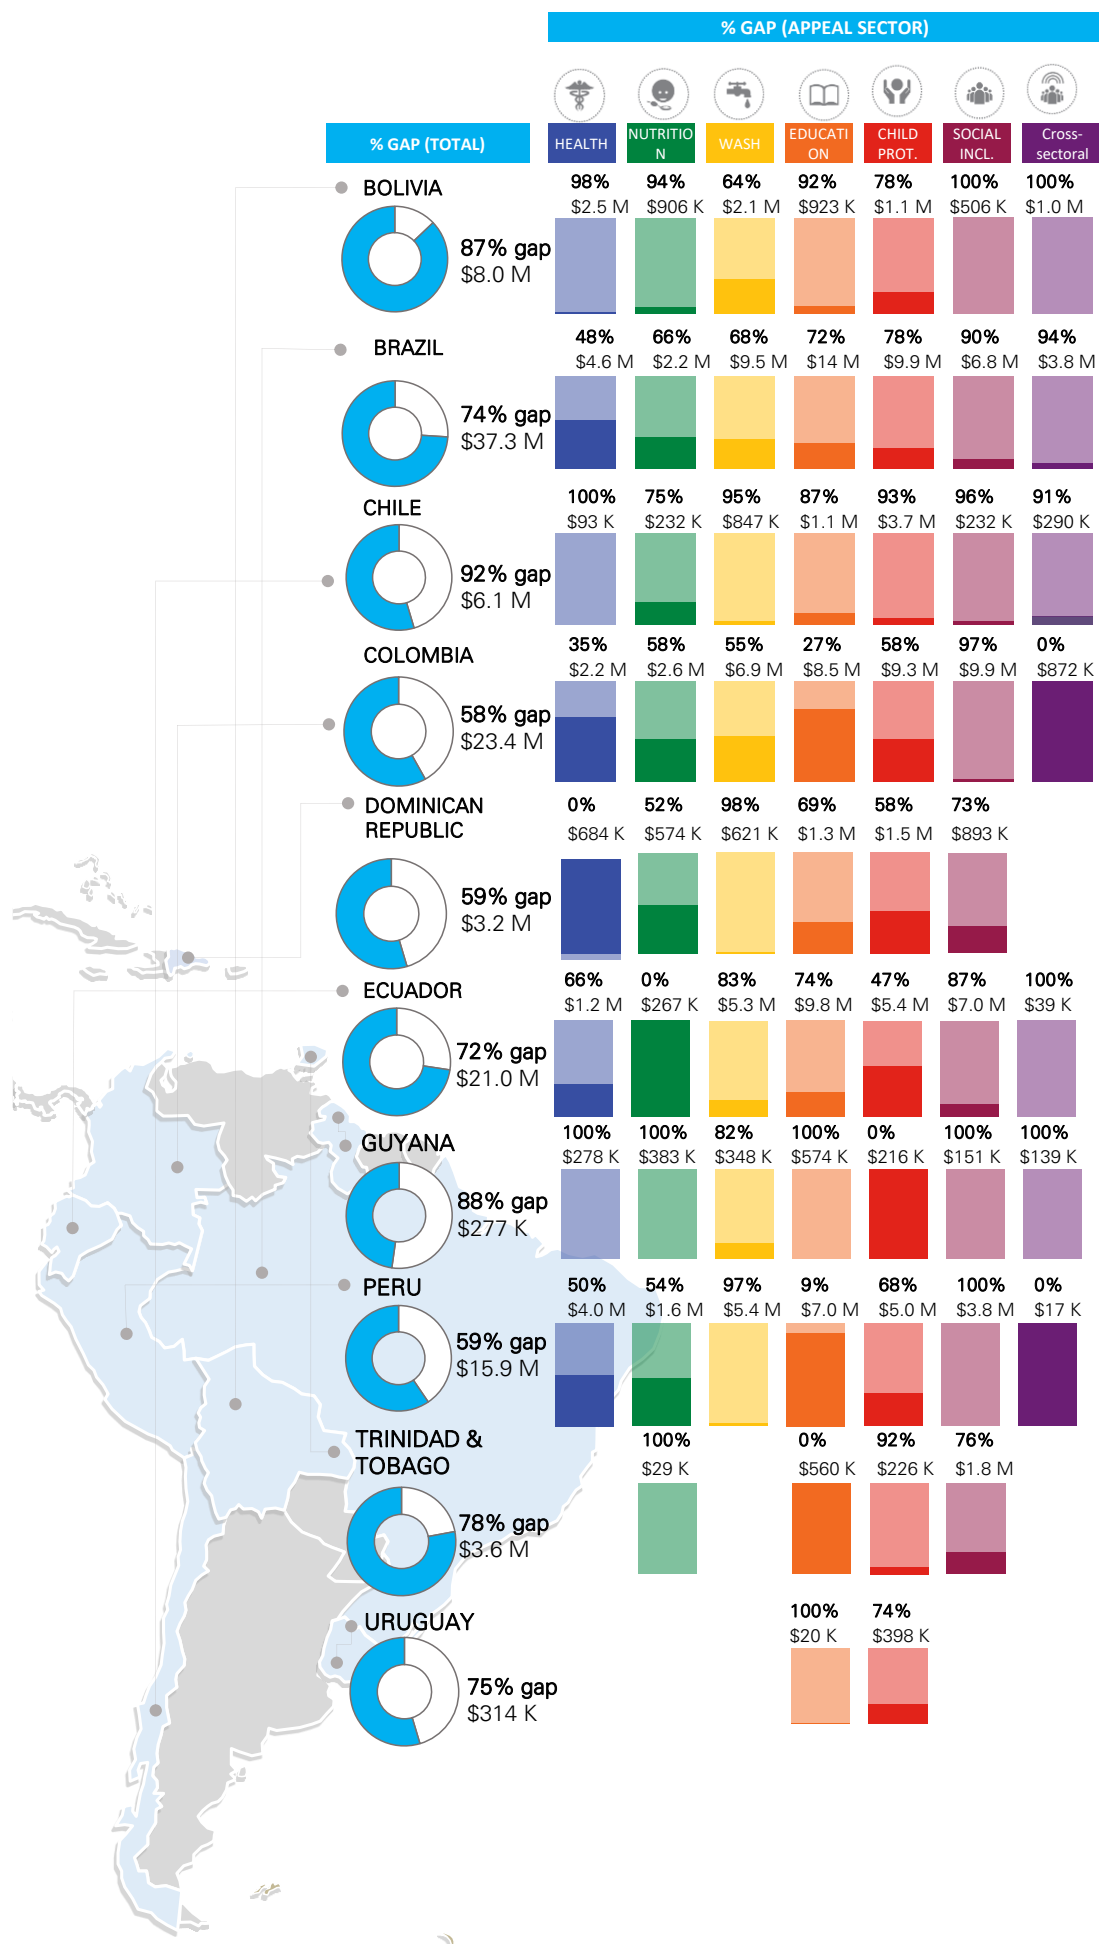 % GAP (APPEAL SECTOR)
% GAP (TOTAL)
HEALTH
NUTRITIO
N
WASH
EDUCATI
ON
CHILD
PROT.
SOCIAL
INCL.
Cross-
sectoral
BOLIVIA
87% gap
$8.0 M
98% 94% 64% 92% 78% 100% 100%
$2.5 M $906 K $2.1 M $923 K $1.1 M $506 K $1.0 M
BRAZIL
74% gap
$37.3 M
48% 66% 68% 72% 78% 90% 94%
$4.6 M $2.2 M $9.5 M $14 M $9.9 M $6.8 M $3.8 M
CHILE
92% gap
$6.1 M
100% 75% 95% 87% 93% 96% 91%
$93 K $232 K $847 K $1.1 M $3.7 M $232 K $290 K
COLOMBIA
58% gap
$23.4 M
35% 58% 55% 27% 58% 97% 0%
$2.2 M $2.6 M $6.9 M $8.5 M $9.3 M $9.9 M $872 K
DOMINICAN
REPUBLIC
59% gap
$3.2 M
0% 52% 98% 69% 58% 73%
$684 K $574 K $621 K $1.3 M $1.5 M $893 K
ECUADOR
72% gap
$21.0 M
66% 0% 83% 74% 47% 87% 100%
$1.2 M $267 K $5.3 M $9.8 M $5.4 M $7.0 M $39 K
GUYANA
88% gap
$277 K
100% 100% 82% 100% 0% 100% 100%
$278 K $383 K $348 K $574 K $216 K $151 K $139 K
PERU
59% gap
$15.9 M
50% 54% 97% 9% 68% 100% 0%
$4.0 M $1.6 M $5.4 M $7.0 M $5.0 M $3.8 M $17 K
TRINIDAD &
TOBAGO
78% gap
$3.6 M
100% 0% 92% 76%
$29 K $560 K $226 K $1.8 M
URUGUAY
75% gap
$314 K
100% 74%
$20 K $398 K